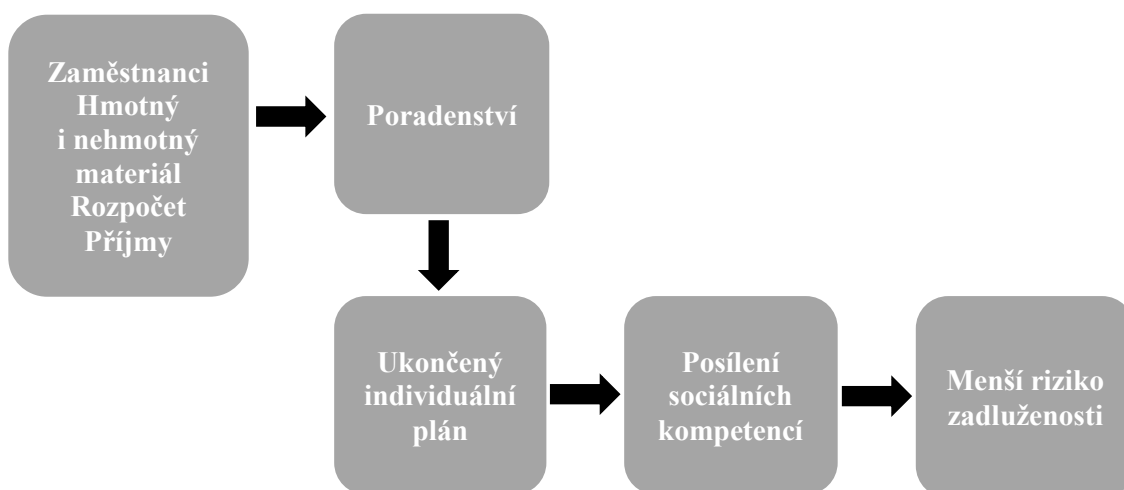 Zaměstnanci
Hmotný
i nehmotný
materiál
Rozpočet
Příjmy
Poradenství
Ukončený
individuální
plán
Posílení
sociálních
kompetencí
Menší riziko
zadluženosti